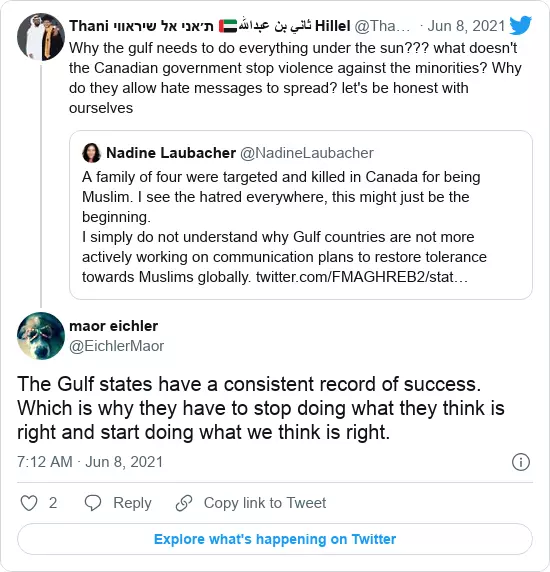 Thani ת׳אני אל שיראווי 🇦🇪ثاني بن عبدالله Hillel @Tha… · Jun 8, 2021
Why the gulf needs to do everything under the sun??? what doesn't
the Canadian government stop violence against the minorities? Why
do they allow hate messages to spread? let's be honest with
ourselves
Nadine Laubacher @NadineLaubacher
A family of four were targeted and killed in Canada for being
Muslim. I see the hatred everywhere, this might just be the
beginning.
I simply do not understand why Gulf countries are not more
actively working on communication plans to restore tolerance
towards Muslims globally. twitter.com/FMAGHREB2/stat…
maor eichler
@EichlerMaor
The Gulf states have a consistent record of success.
Which is why they have to stop doing what they think is
right and start doing what we think is right.
7:12 AM · Jun 8, 2021
2 Reply Copy link to Tweet
Explore what's happening on Twitter